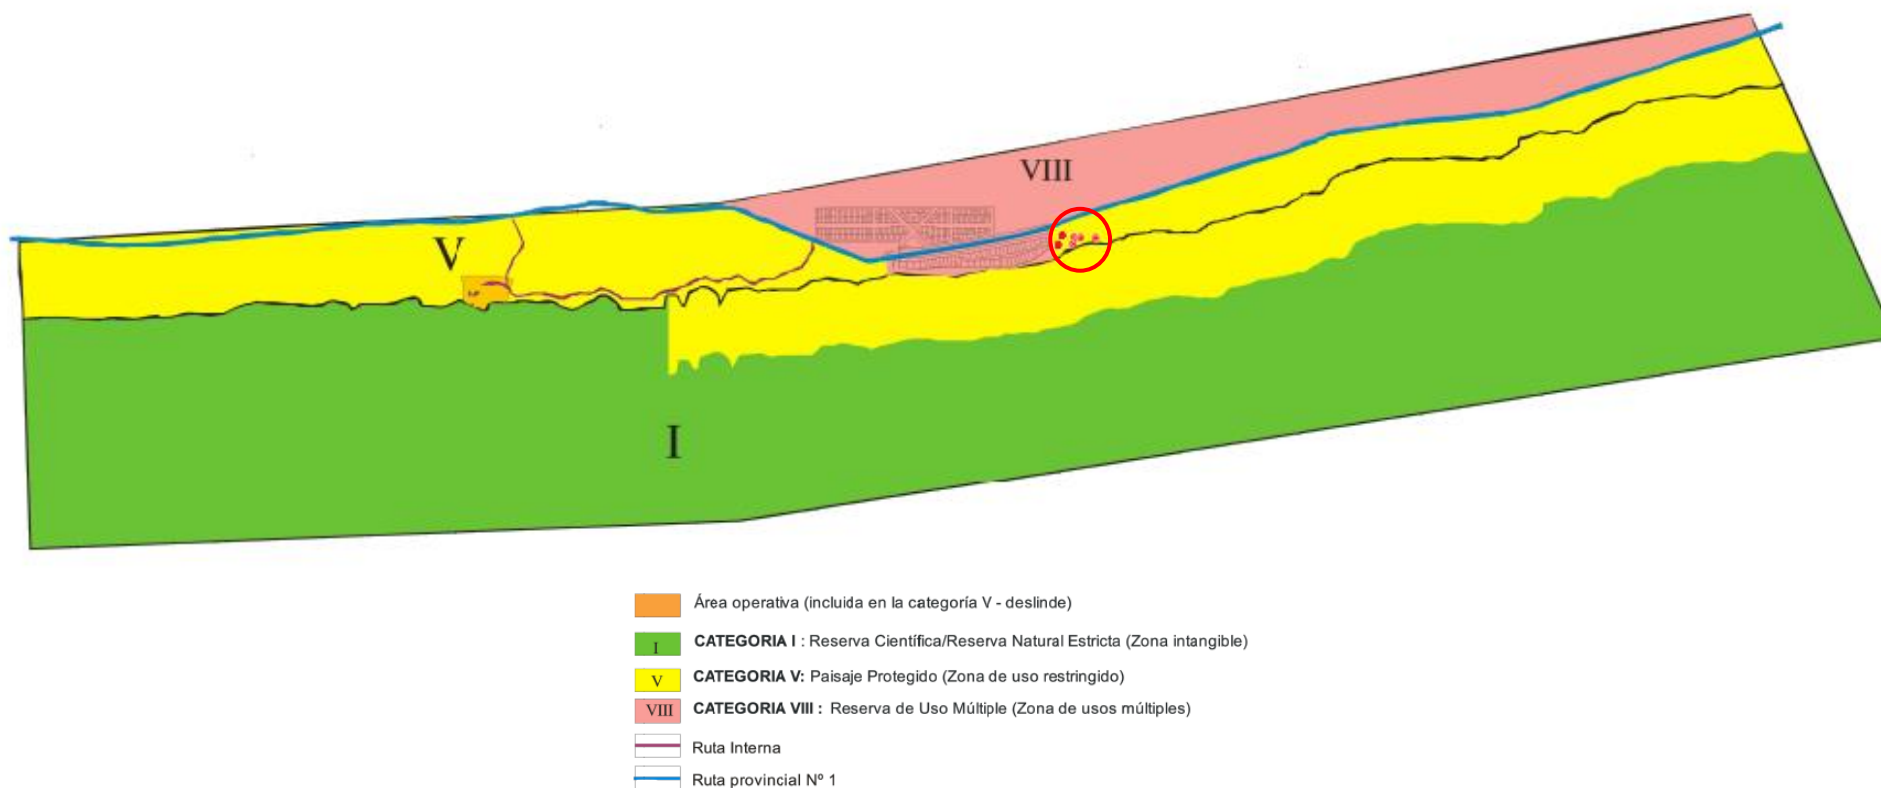 VIII
V
I
Área operativa (incluida en la categoría V - deslinde)
I CATEGORIA I : Reserva Científica/Reserva Natural Estricta (Zona intangible)
V CATEGORIA V: Paisaje Protegido (Zona de uso restringido)
VIII CATEGORIA VIII : Reserva de Uso Múltiple (Zona de usos múltiples)
Ruta Interna
Ruta provincial Nº 1